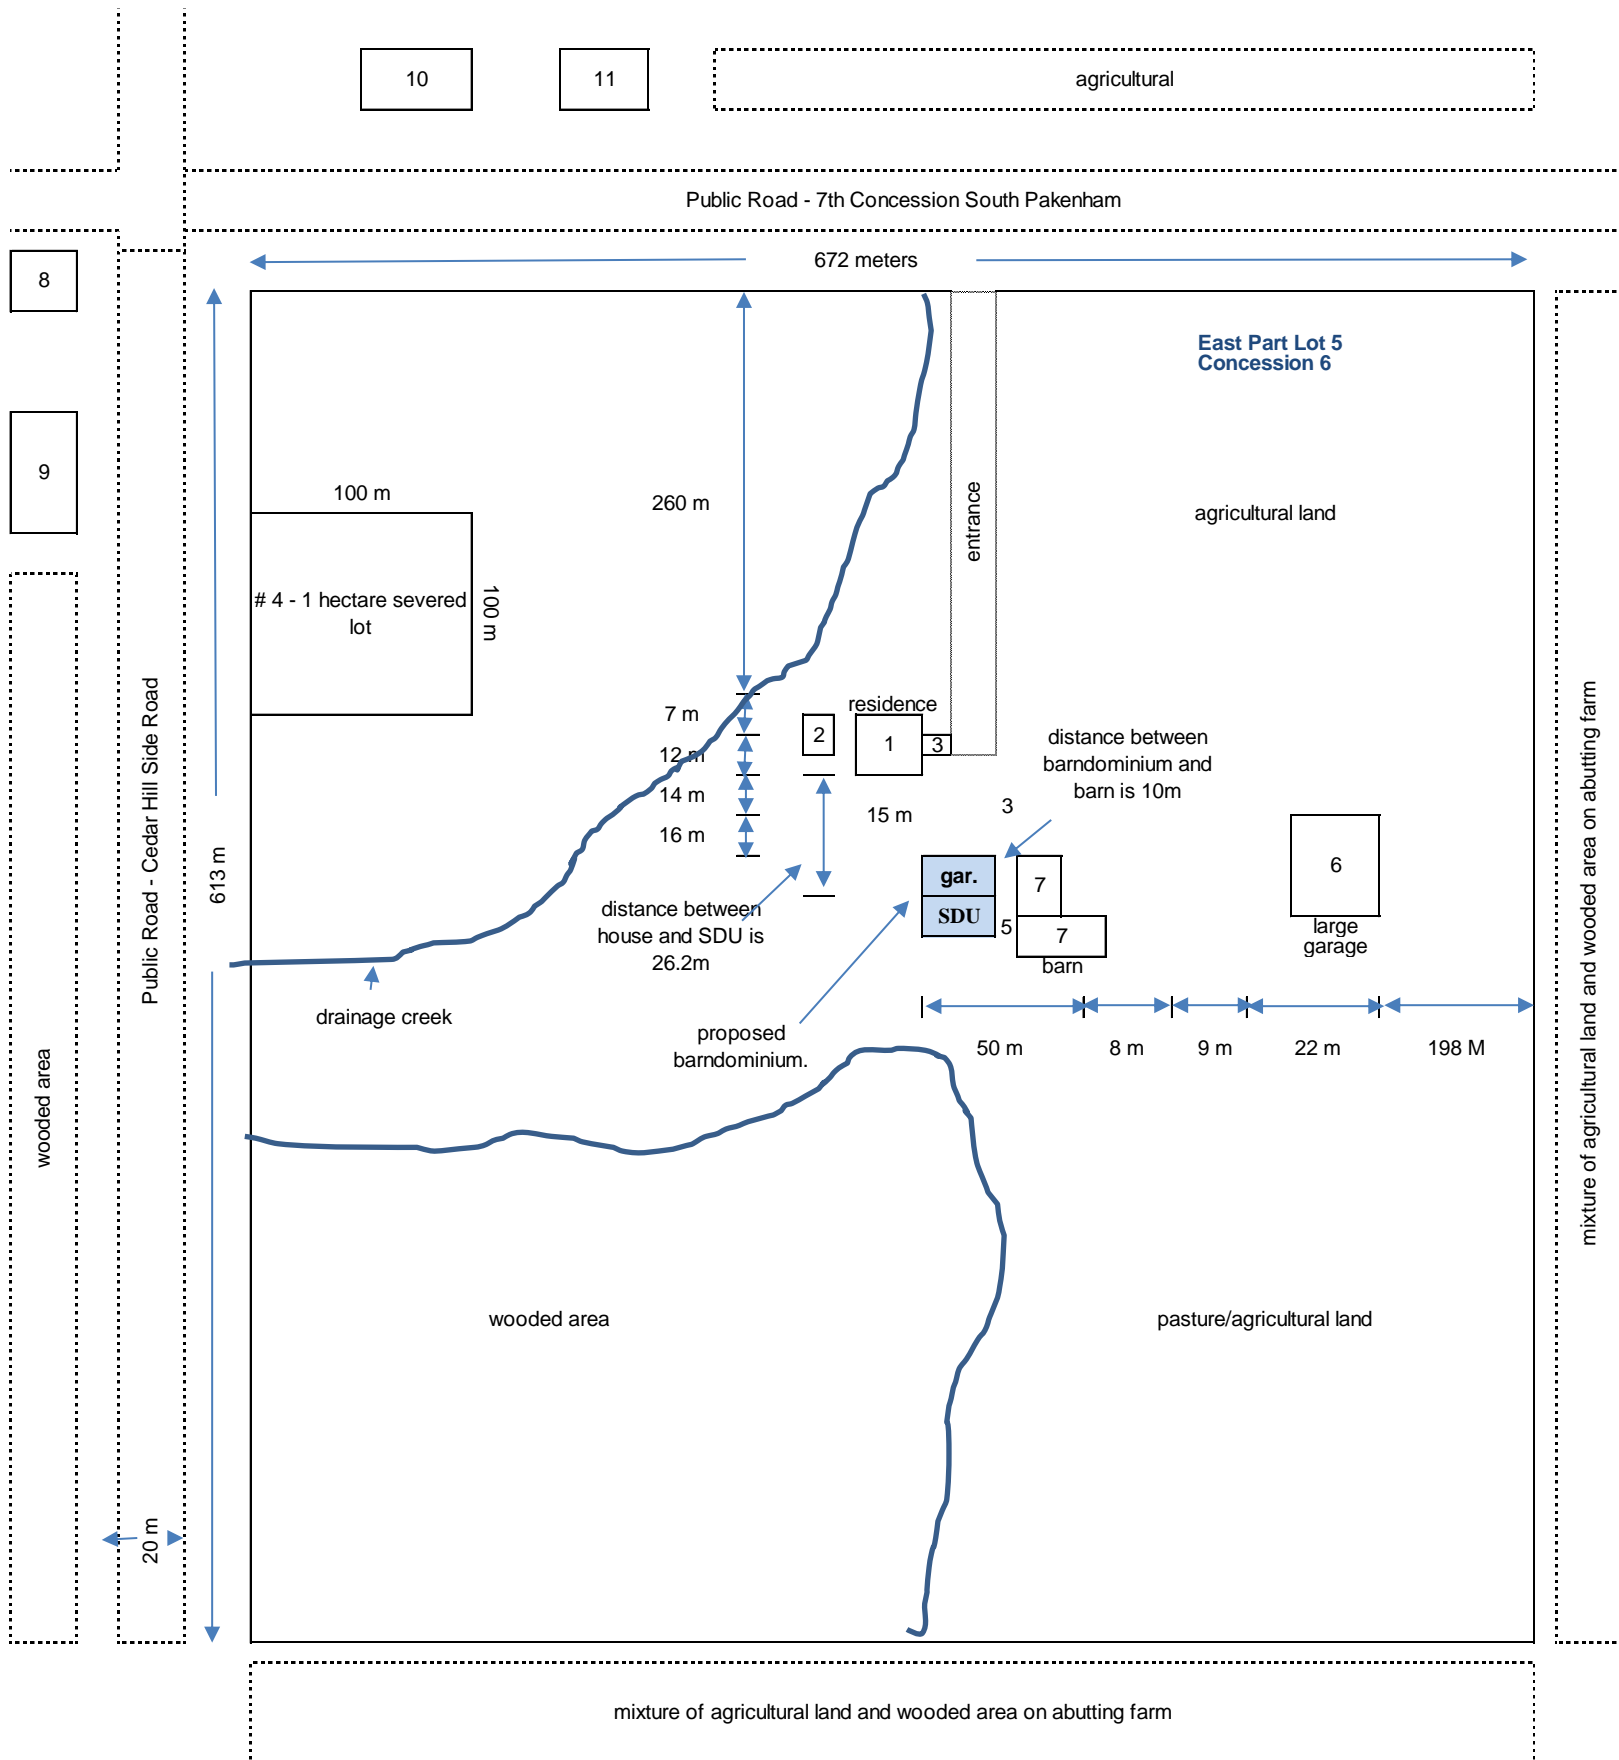 10
11
agricultural
Public Road - 7th Concession South Pakenham
672 meters
8
East Part Lot 5
Concession 6
9
100 m
260 m
entrance
agricultural land
# 4 - 1 hectare severed
lot
100 m
Public Road - Cedar Hill Side Road
613 m
7 m
12 m
14 m
16 m
residence
2
1
3
distance between
barndominium and
barn is 10m
15 m
3
gar.
SDU
5
7
7
barn
6
large
garage
distance between
house and SDU is
26.2m
drainage creek
proposed
barndominium.
50 m
8 m
9 m
22 m
198 M
wooded area
mixture of agricultural land and wooded area on abutting farm
wooded area
pasture/agricultural land
20 m
mixture of agricultural land and wooded area on abutting farm